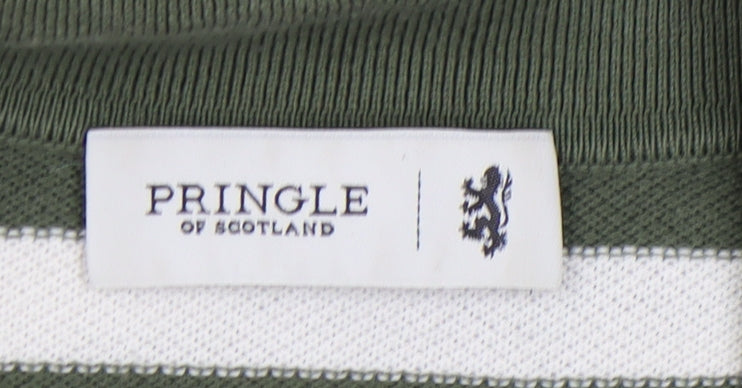 PRINGLE
OF SCOTLAND